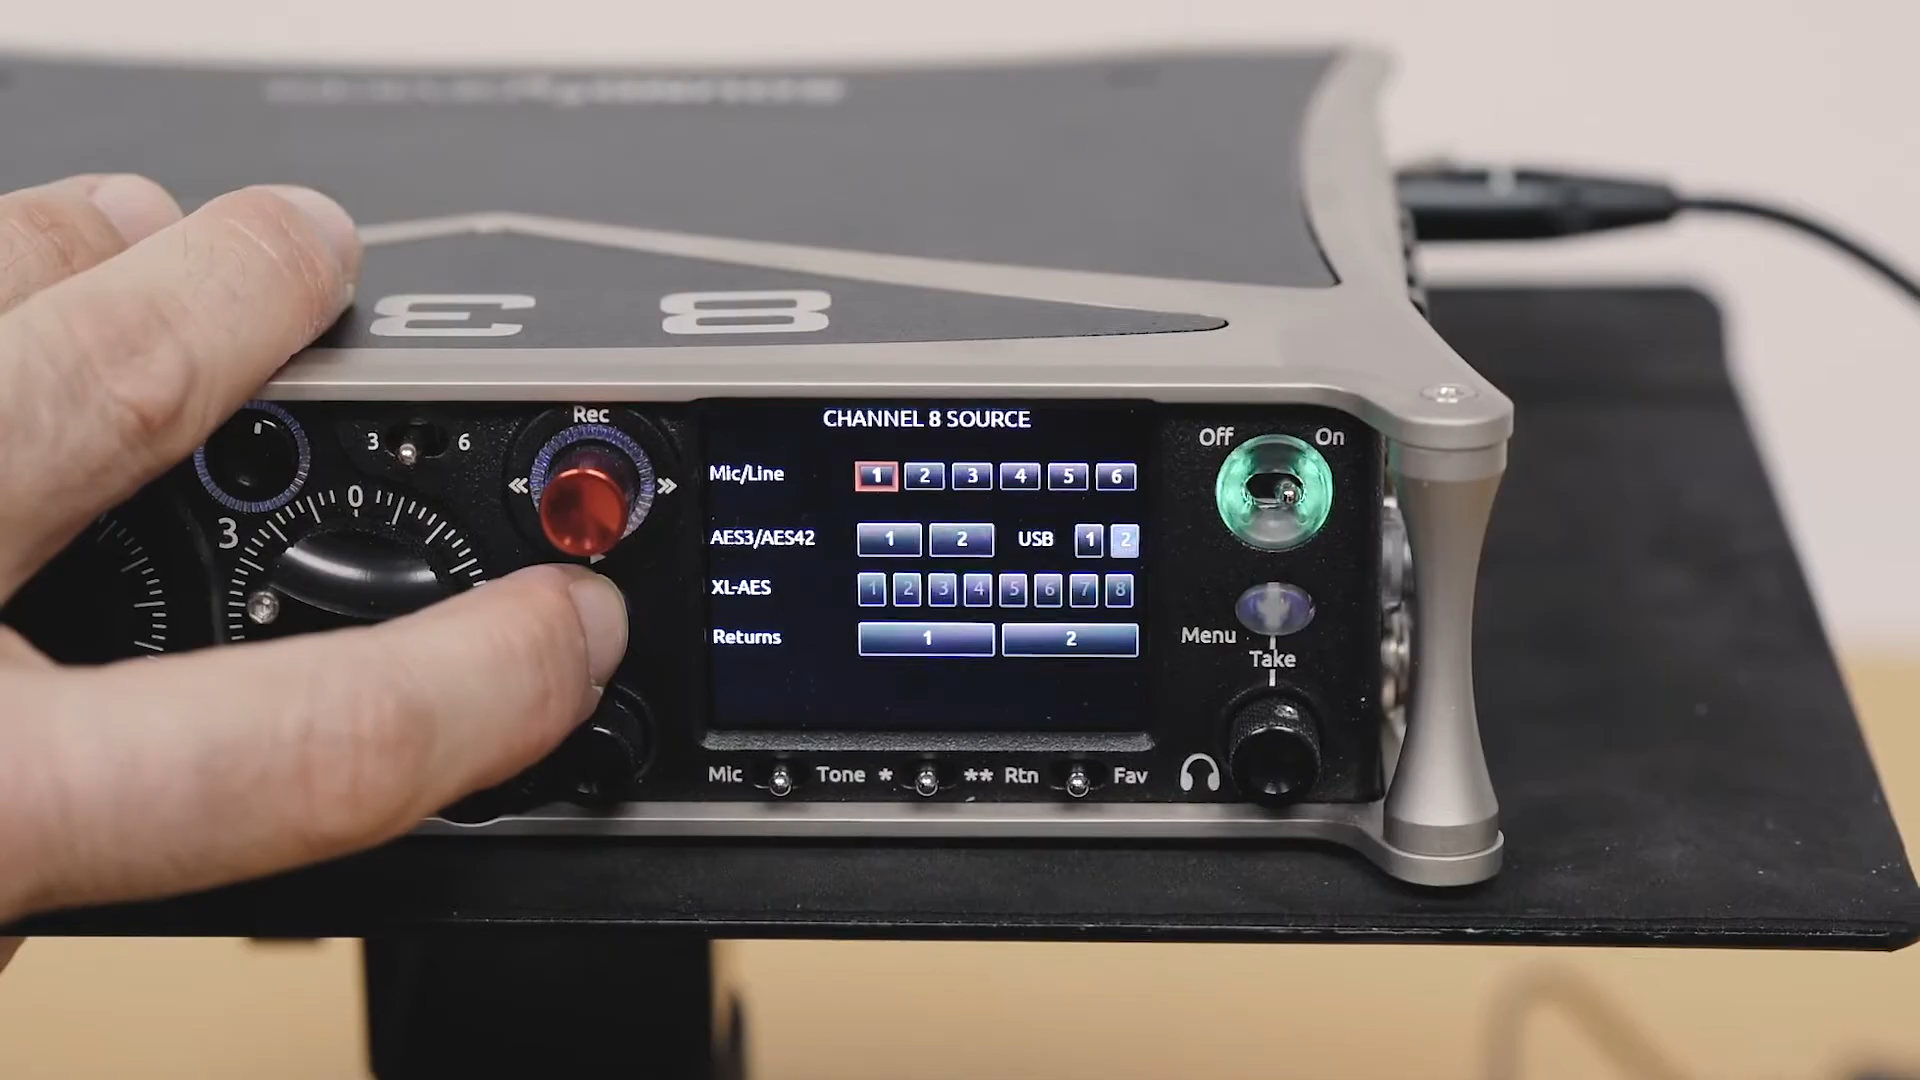 8 3
Rec
CHANNEL 8 SOURCE
Off On
3 6
Mic/Line 1 2 3 4 5 6
0
3
AES3/AES42 1 2 USB 1 2
XL-AES 1 2 3 4 5 6 7 8
Returns 1 2
Menu
Take
Mic Tone * ** Rtn Fav